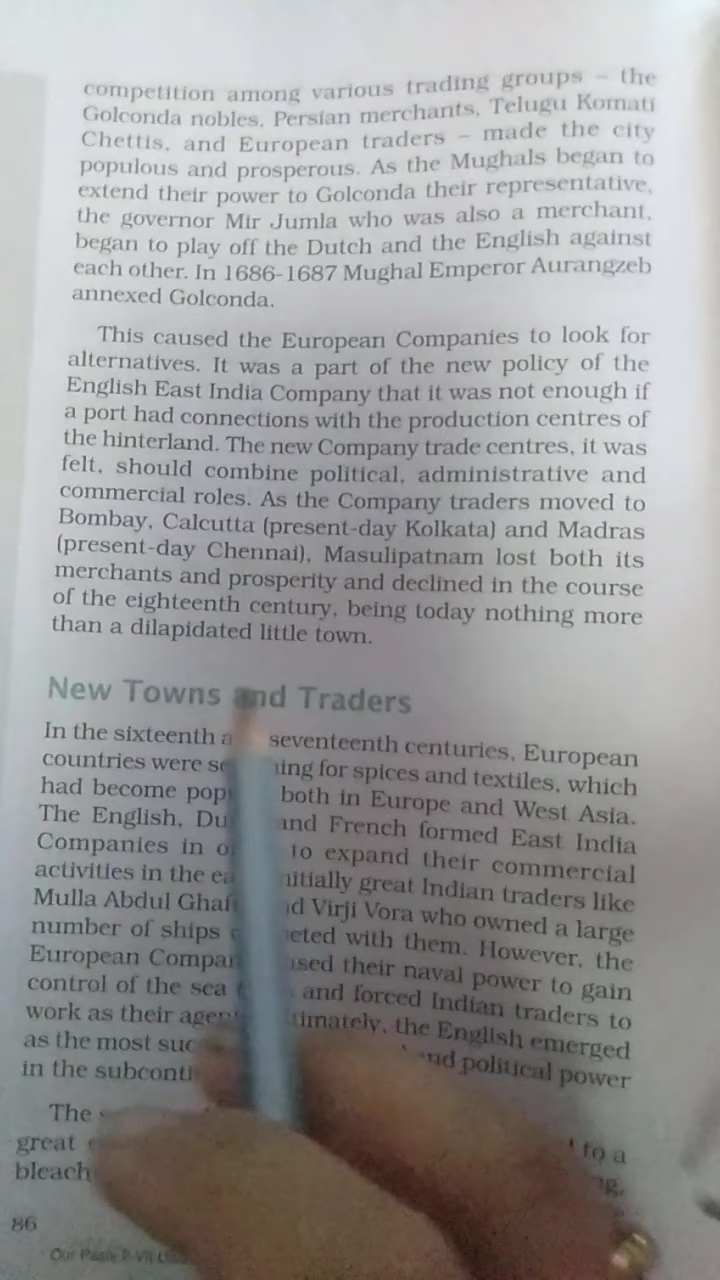 competition among various trading groups – the
Golconda nobles, Persian merchants, Telugu Komati
Chettis, and European traders – made the city
populous and prosperous. As the Mughals began to
extend their power to Golconda their representative,
the governor Mir Jumla who was also a merchant,
began to play off the Dutch and the English against
each other. In 1686-1687 Mughal Emperor Aurangzeb
annexed Golconda.
This caused the European Companies to look for
alternatives. It was a part of the new policy of the
English East India Company that it was not enough if
a port had connections with the production centres of
the hinterland. The new Company trade centres, it was
felt, should combine political, administrative and
commercial roles. As the Company traders moved to
Bombay, Calcutta (present-day Kolkata) and Madras
(present-day Chennai), Masulipatnam lost both its
merchants and prosperity and declined in the course
of the eighteenth century, being today nothing more
than a dilapidated little town.
New Towns and Traders
In the sixteenth seventeenth centuries, European
countries were for spices and textiles, which
had become both in Europe and West Asia.
The English, and French formed East India
Companies in to expand their commercial
activities in the great Indian traders like
Mulla Abdul Virji Vora who owned a large
number of ships with them. However, the
European their naval power to gain
control of the sea and forced Indian traders to
work as their the English emerged
as the most political power
in the
The
great to a
bleach
86